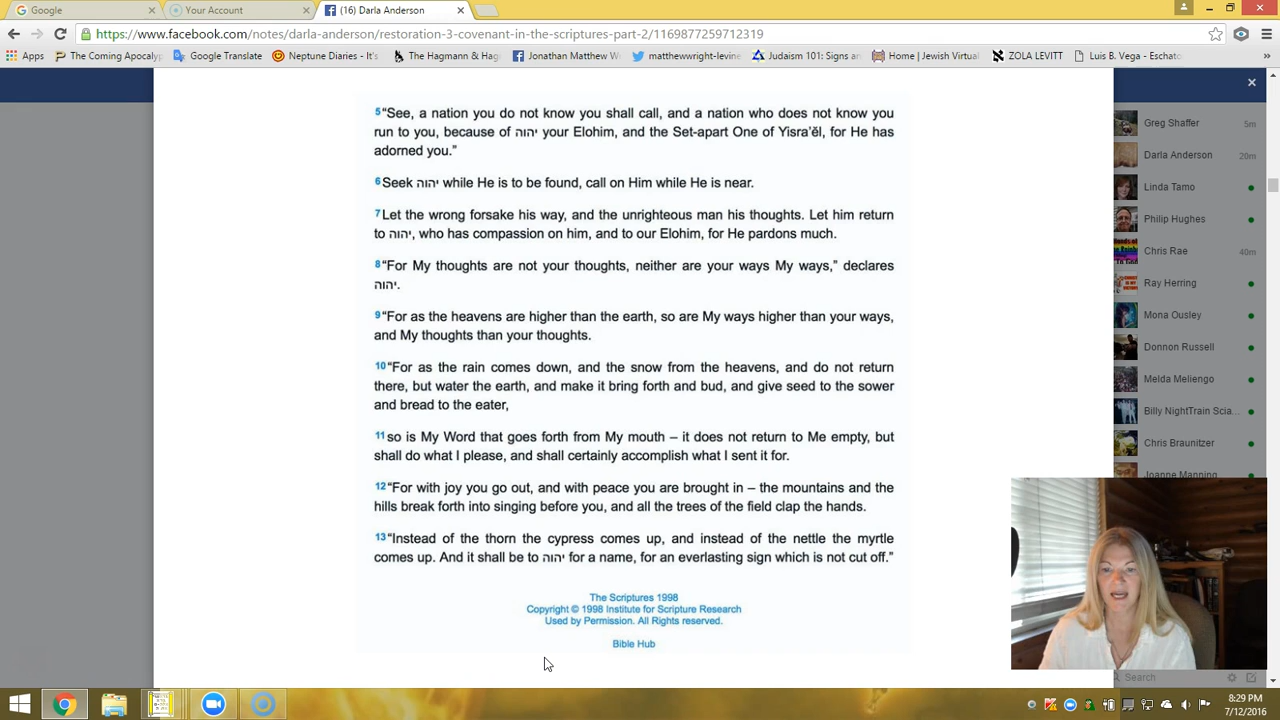 Google
Your Account
(16) Darla Anderson
https://www.facebook.com/notes/darla-anderson/restoration-3-covenant-in-the-scriptures-part-2/1169877259712319
Apps
The Coming Apocalyp
Google Translate
Neptune Diaries - It's
The Hagmann & Hag
Jonathan Matthew W
matthewwright-levine
Judaism 101: Signs an
Home | Jewish Virtual
ZOLA LEVITT
Luis B. Vega - Eschato
5“See, a nation you do not know you shall call, and a nation who does not know you
run to you, because of יהוה your Elohim, and the Set-apart One of Yisra’ĕl, for He has
adorned you.”
6Seek יהוה while He is to be found, call on Him while He is near.
7Let the wrong forsake his way, and the unrighteous man his thoughts. Let him return
to יהוה, who has compassion on him, and to our Elohim, for He pardons much.
8“For My thoughts are not your thoughts, neither are your ways My ways,” declares
יהוה.
9“For as the heavens are higher than the earth, so are My ways higher than your ways,
and My thoughts than your thoughts.
10“For as the rain comes down, and the snow from the heavens, and do not return
there, but water the earth, and make it bring forth and bud, and give seed to the sower
and bread to the eater,
11so is My Word that goes forth from My mouth – it does not return to Me empty, but
shall do what I please, and shall certainly accomplish what I sent it for.
12“For with joy you go out, and with peace you are brought in – the mountains and the
hills break forth into singing before you, and all the trees of the field clap the hands.
13“Instead of the thorn the cypress comes up, and instead of the nettle the myrtle
comes up. And it shall be to יהוה for a name, for an everlasting sign which is not cut off.”
The Scriptures 1998
Copyright © 1998 Institute for Scripture Research
Used by Permission. All Rights reserved.
Bible Hub
Greg Shaffer 5m
Darla Anderson 20m
Linda Tamo
Philip Hughes
Chris Rae 40m
Ray Herring
Mona Ousley
Donnon Russell
Melda Meliengo
Billy NightTrain Scia...
Chris Braunitzer
Joanne Manning
Search
8:29 PM
7/12/2016